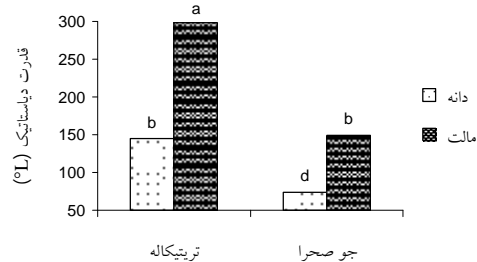 قدرت دیاستاتیک (°L)
300
250
200
150
100
50
a
b
b
d
دانه
مالت
تریتیکاله
جو صحرا